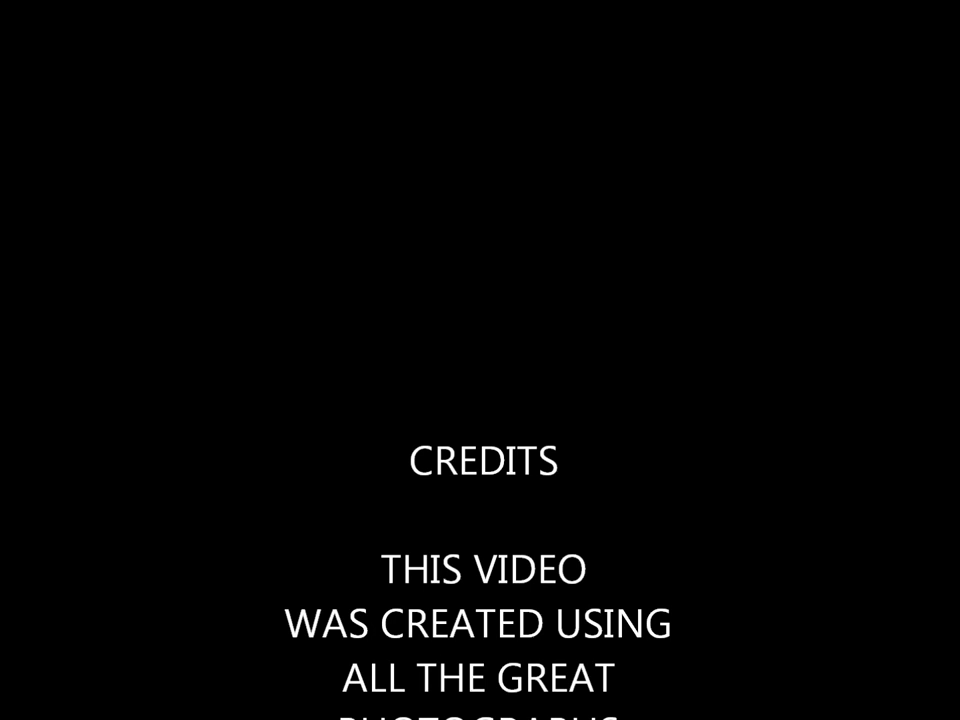 CREDITS
THIS VIDEO
WAS CREATED USING
ALL THE GREAT